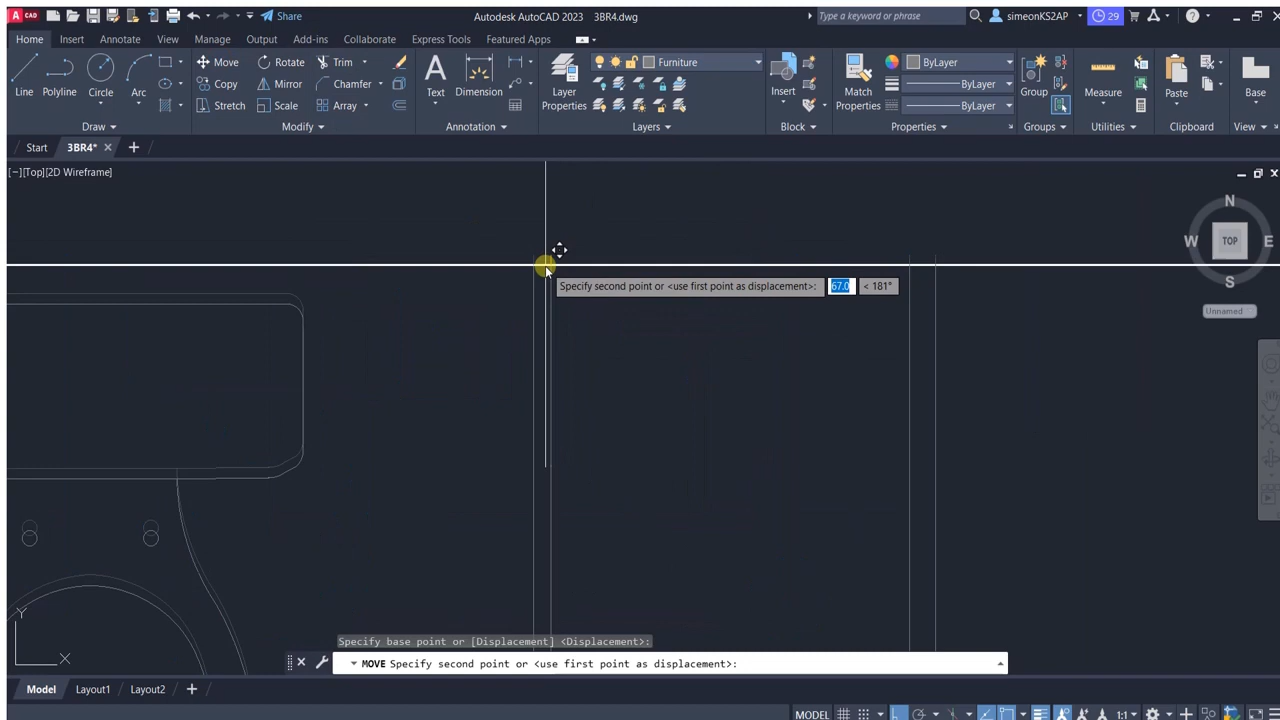 CAD
Share
Autodesk AutoCAD 2023 3BR4.dwg
Type a keyword or phrase
simeonKS2AP
29
Home Insert Annotate View Manage Output Add-ins Collaborate Express Tools Featured Apps
Line
Polyline
Circle
Arc
Move
Rotate
Trim
Copy
Mirror
Chamfer
Stretch
Scale
Array
Text
Dimension
Layer
Properties
Furniture
Insert
Match
Properties
ByLayer
ByLayer
ByLayer
Group
Measure
Paste
Base
Draw
Modify
Annotation
Layers
Block
Properties
Groups
Utilities
Clipboard
View
Start
3BR4*
[−][Top][2D Wireframe]
N
W
TOP
E
S
Unnamed
Specify second point or <use first point as displacement>:
67.0
< 181°
Y
X
Specify base point or [Displacement] <Displacement>:
MOVE Specify second point or <use first point as displacement>:
Model Layout1 Layout2
MODEL
1:1